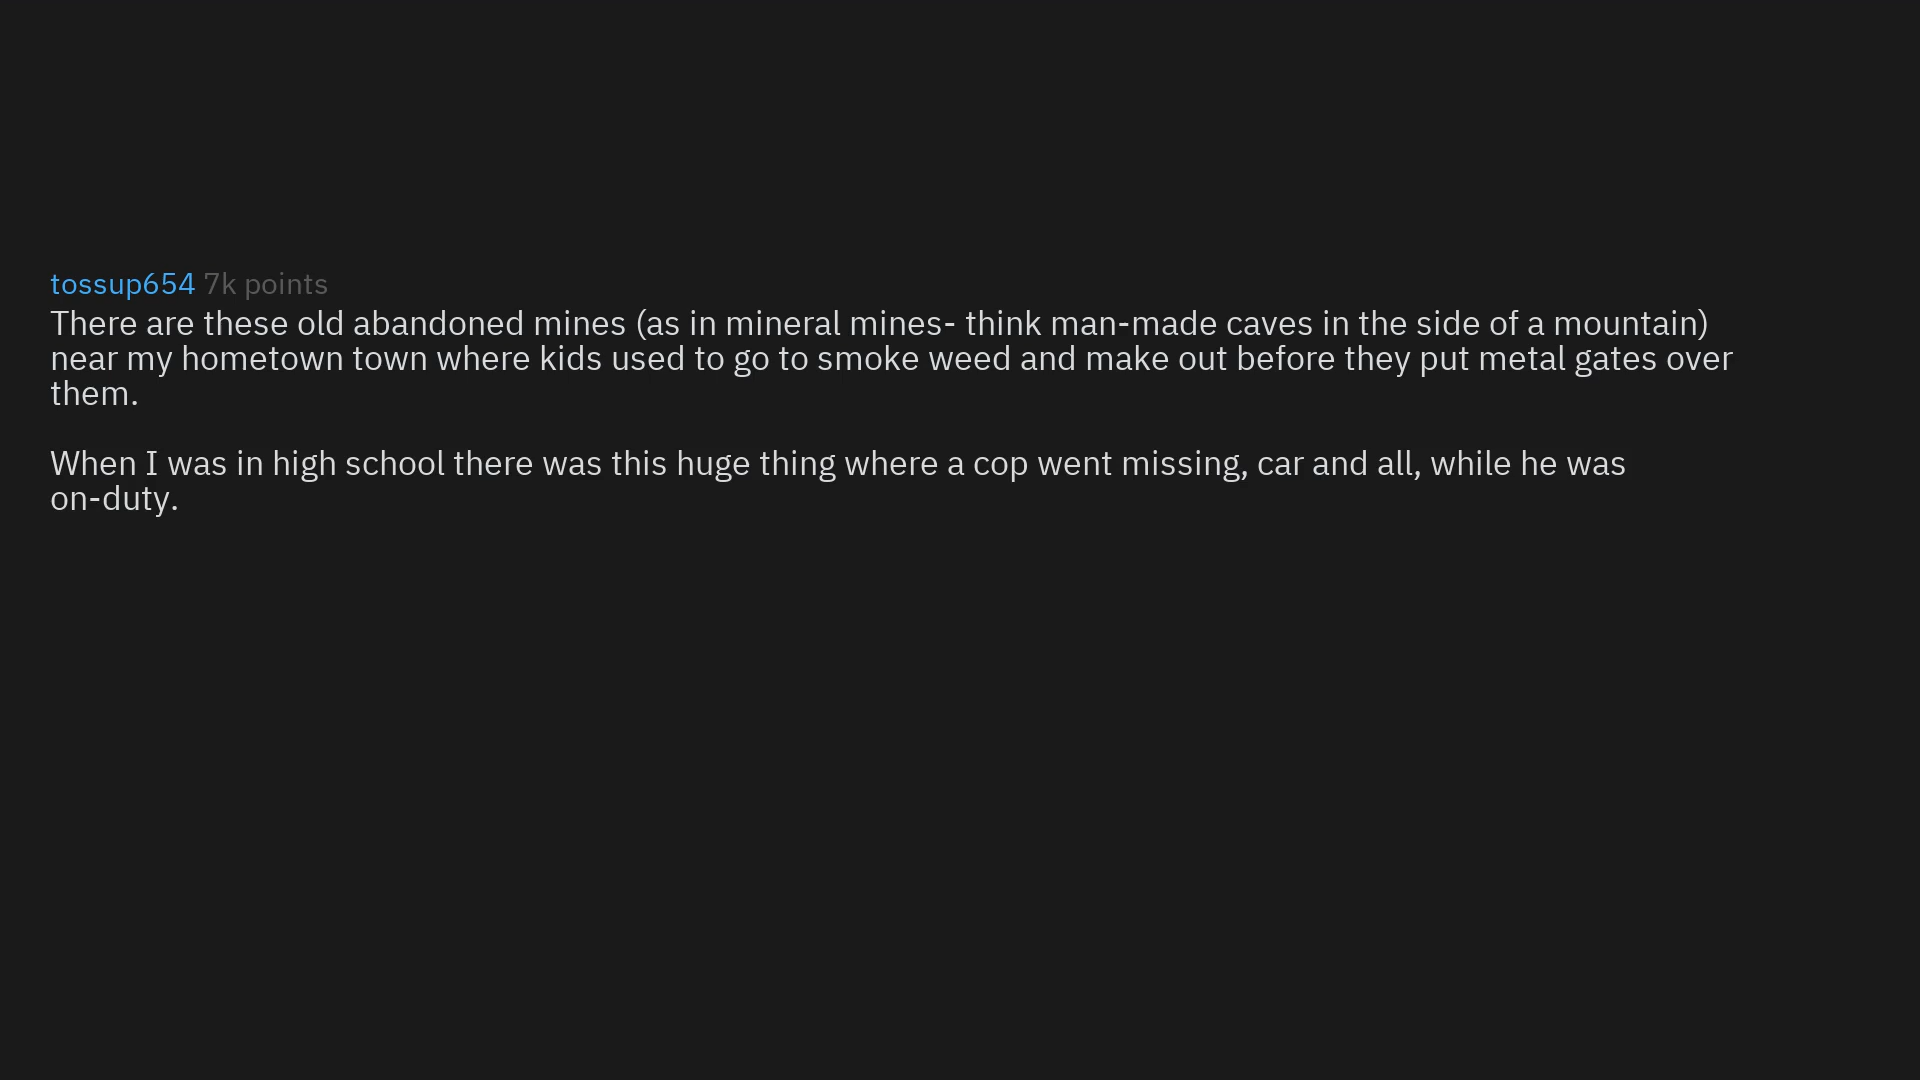 tossup654 7k points
There are these old abandoned mines (as in mineral mines- think man-made caves in the side of a mountain)
near my hometown town where kids used to go to smoke weed and make out before they put metal gates over
them.
When I was in high school there was this huge thing where a cop went missing, car and all, while he was
on-duty.